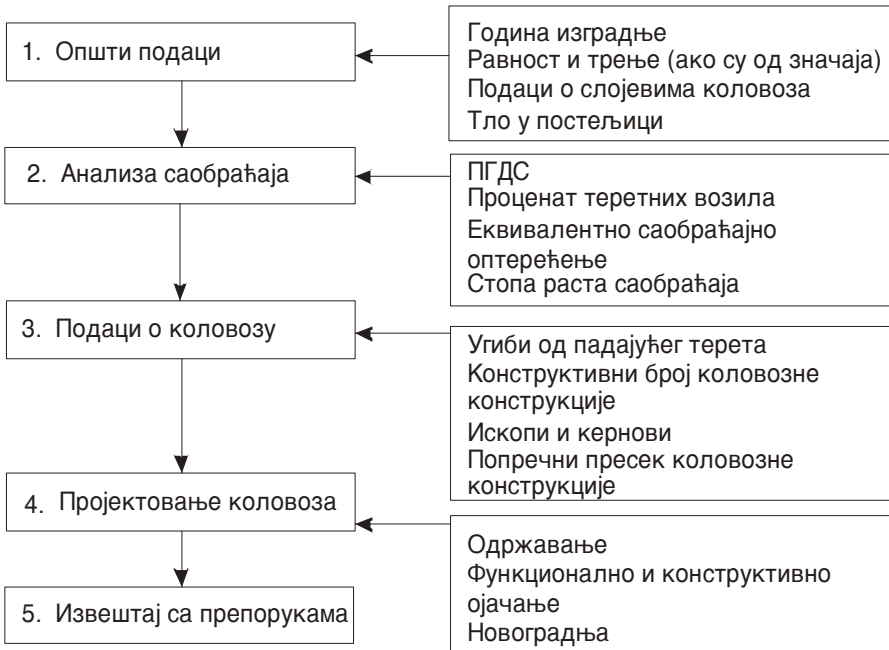 1. Општи подаци
Година изградње
Равност и трење (ако су од значаја)
Подаци о слојевима коловоза
Тло у постељици
2. Анализа саобраћаја
ПГДС
Проценат теретних возила
Еквивалентно саобраћајно
оптерећење
Стопа раста саобраћаја
3. Подаци о коловозу
Угиби од падајућег терета
Конструктивни број коловозне
конструкције
Ископи и кернови
Попречни пресек коловозне
конструкције
4. Пројектовање коловоза
Одржавање
Функционално и конструктивно
ојачање
Новоградња
5. Извештај са препорукама